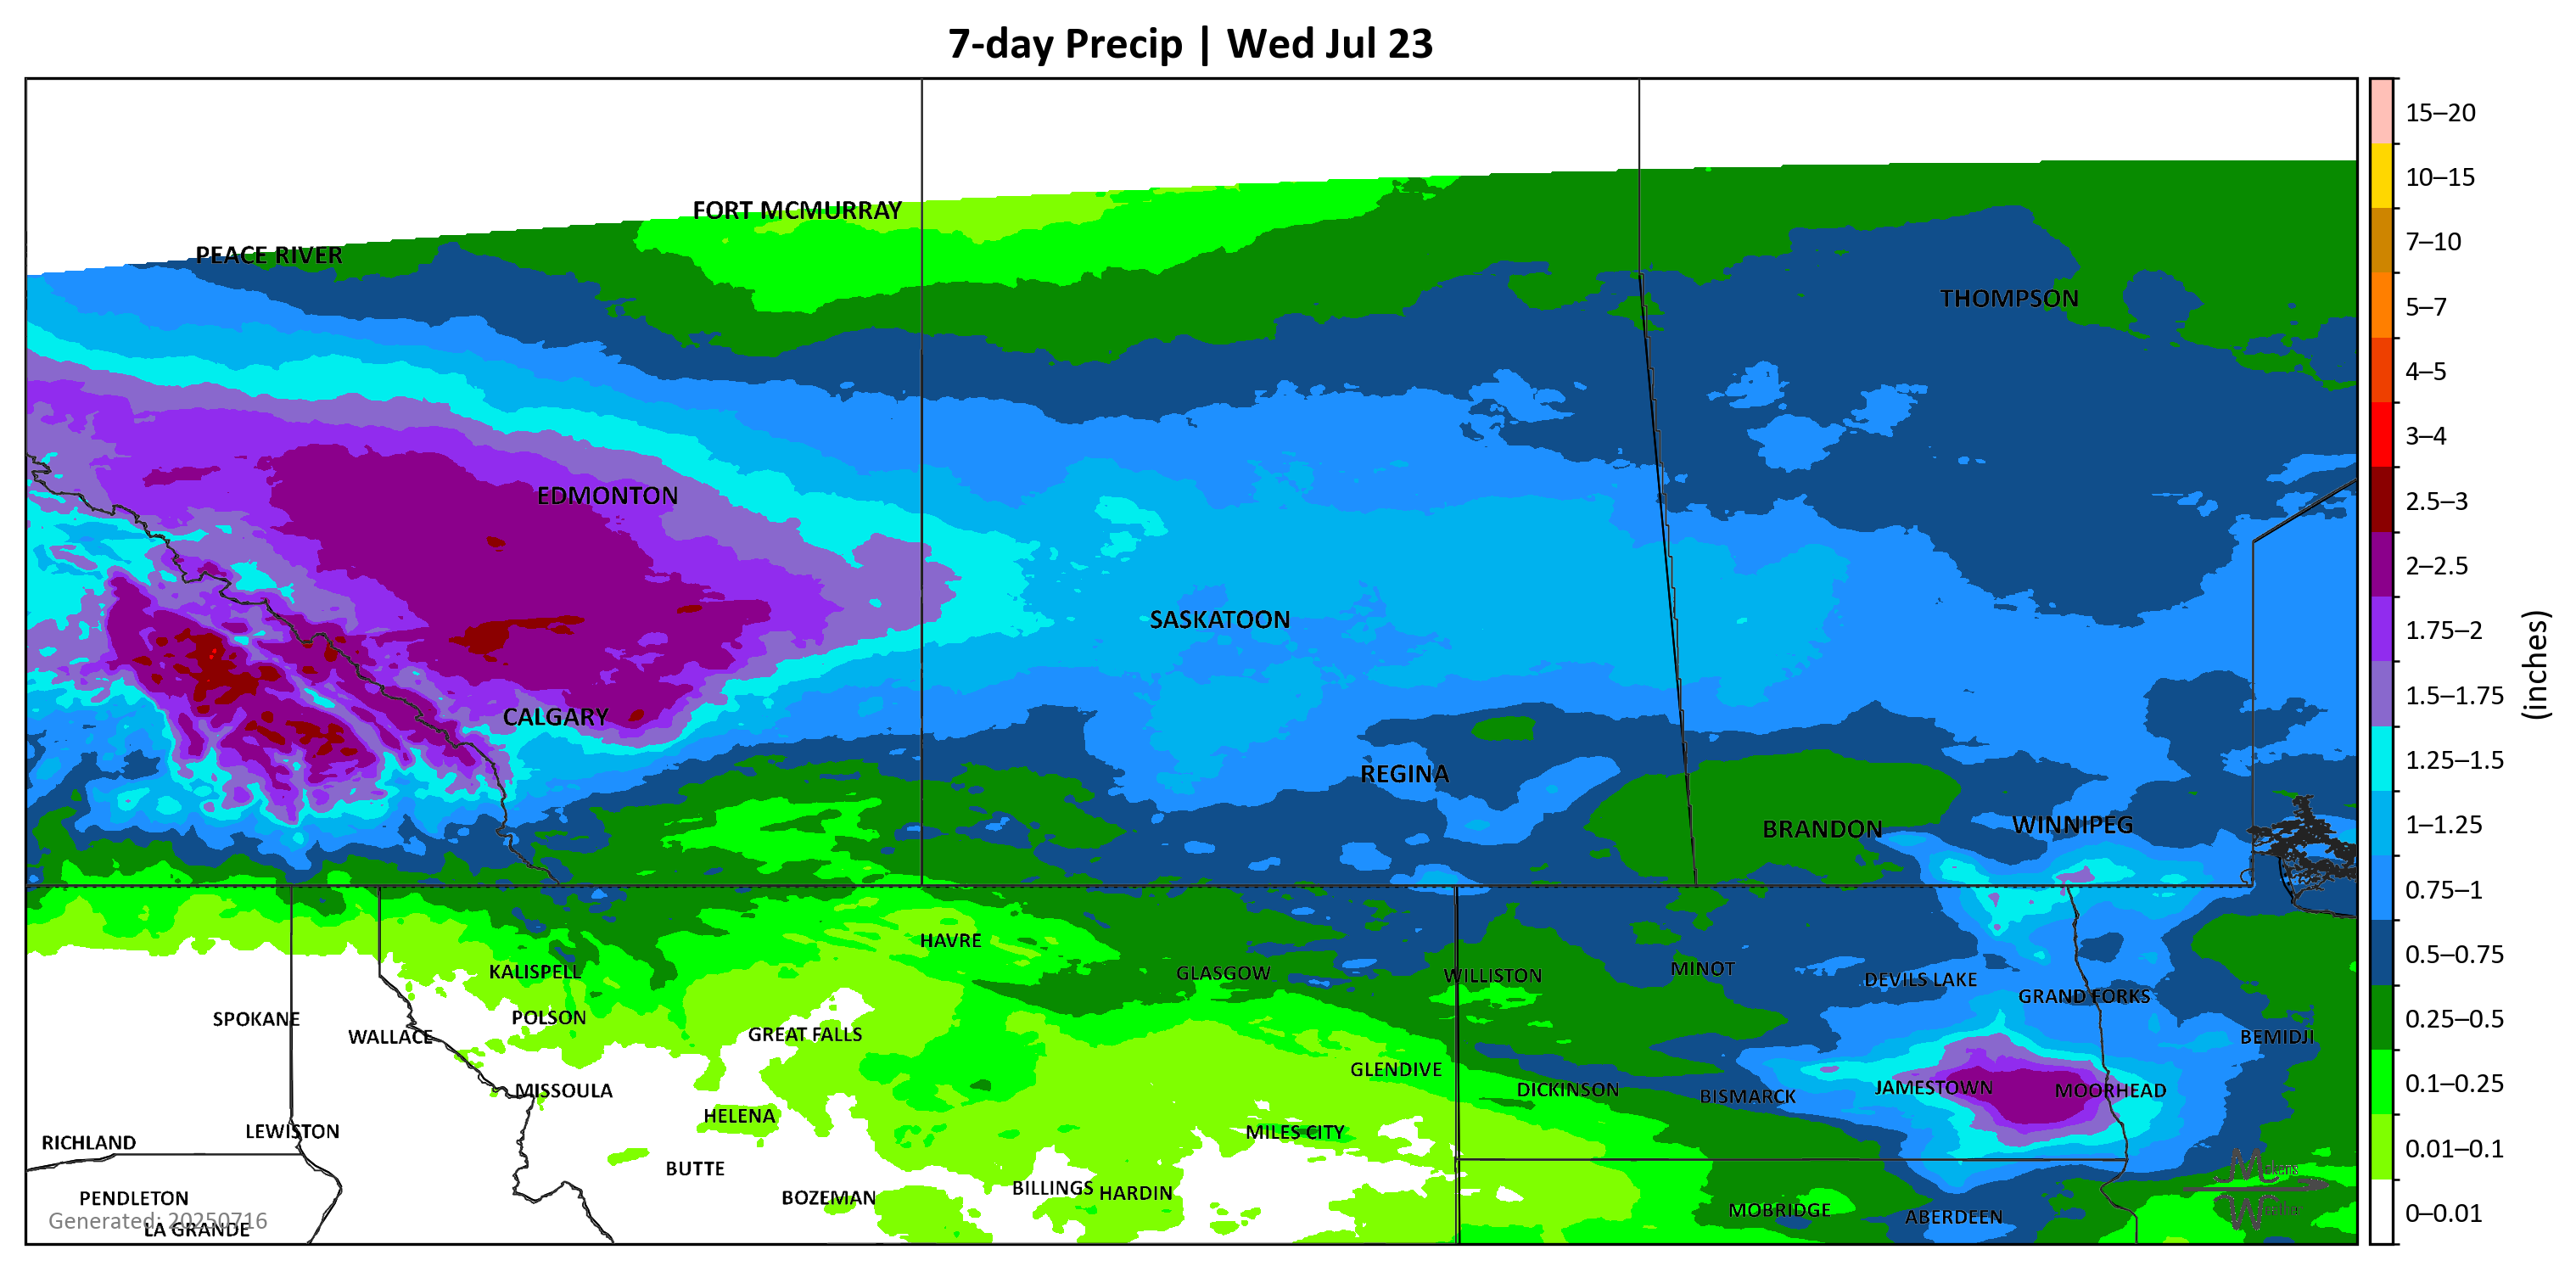 7-day Precip | Wed Jul 23
FORT MCMURRAY
PEACE RIVER
THOMPSON
EDMONTON
SASKATOON
CALGARY
REGINA
BRANDON
WINNIPEG
HAVRE
KALISPELL
GLASGOW
WILLISTON
MINOT
DEVILS LAKE
GRAND FORKS
SPOKANE
WALLACE
POLSON
GREAT FALLS
BEMIDJI
GLENDIVE
MISSOULA
DICKINSON
BISMARCK
JAMESTOWN
MOORHEAD
HELENA
RICHLAND
LEWISTON
MILES CITY
BUTTE
PENDLETON
BOZEMAN
BILLINGS
HARDIN
MOBRIDGE
ABERDEEN
Generated: 20250716
LA GRANDE
15–20
10–15
7–10
5–7
4–5
3–4
2.5–3
2–2.5
1.75–2
1.5–1.75
1.25–1.5
1–1.25
0.75–1
0.5–0.75
0.25–0.5
0.1–0.25
0.01–0.1
0–0.01
(inches)